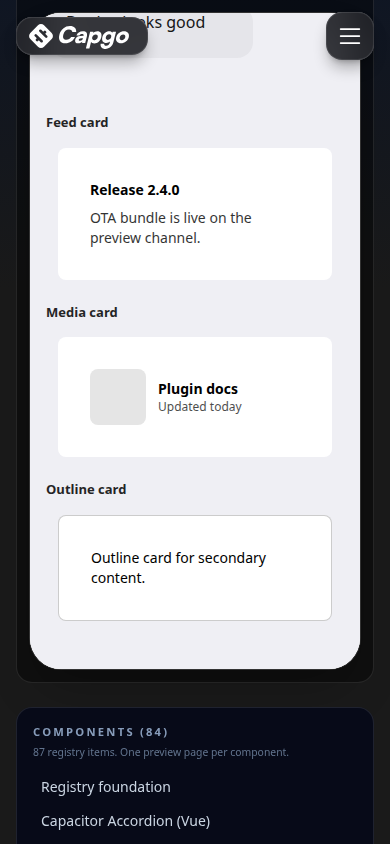 looks good
Capgo
Feed card
Release 2.4.0
OTA bundle is live on the
preview channel.
Media card
Plugin docs
Updated today
Outline card
Outline card for secondary
content.
COMPONENTS (84)
87 registry items. One preview page per component.
Registry foundation
Capacitor Accordion (Vue)